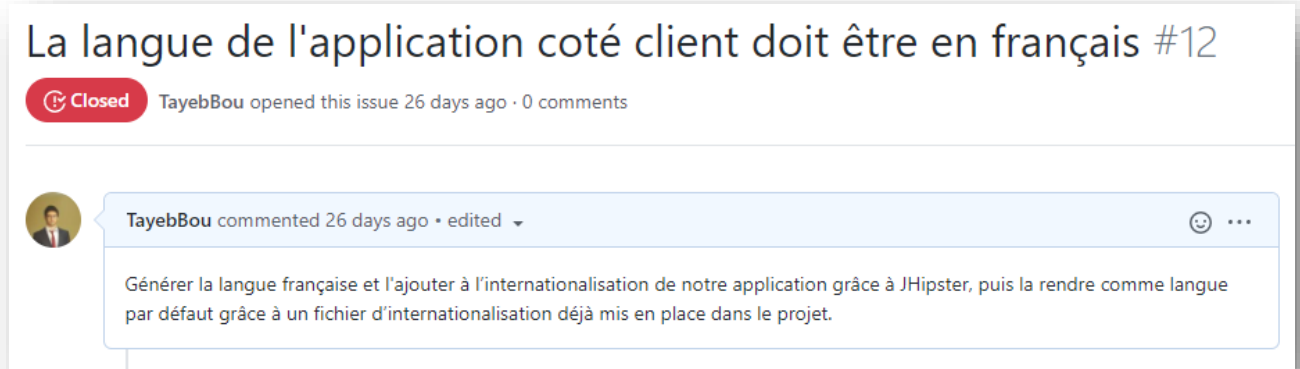 La langue de l'application coté client doit être en français #12
Closed TayebBou opened this issue 26 days ago · 0 comments
TayebBou commented 26 days ago • edited
Générer la langue française et l'ajouter à l’internationalisation de notre application grâce à JHipster, puis la rendre comme langue
par défaut grâce à un fichier d’internationalisation déjà mis en place dans le projet.